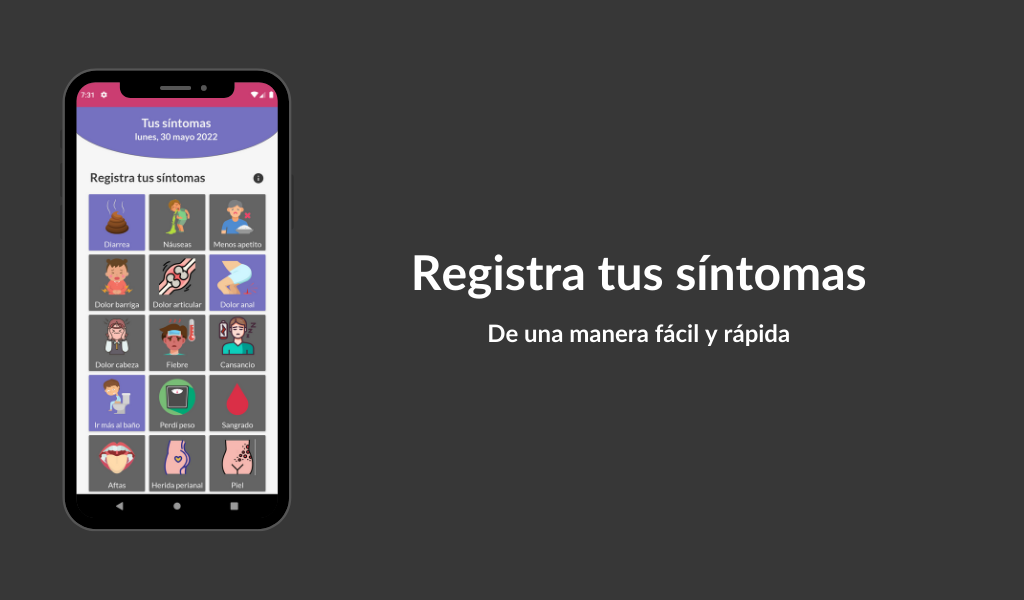 7:31
Tus síntomas
lunes, 30 mayo 2022
Registra tus síntomas
Diarrea Náuseas Menos apetito
Dolor barriga Dolor articular Dolor anal
Dolor cabeza Fiebre Cansancio
Ir más al baño Perdí peso Sangrado
Aftas Herida perianal Piel
Registra tus síntomas
De una manera fácil y rápida